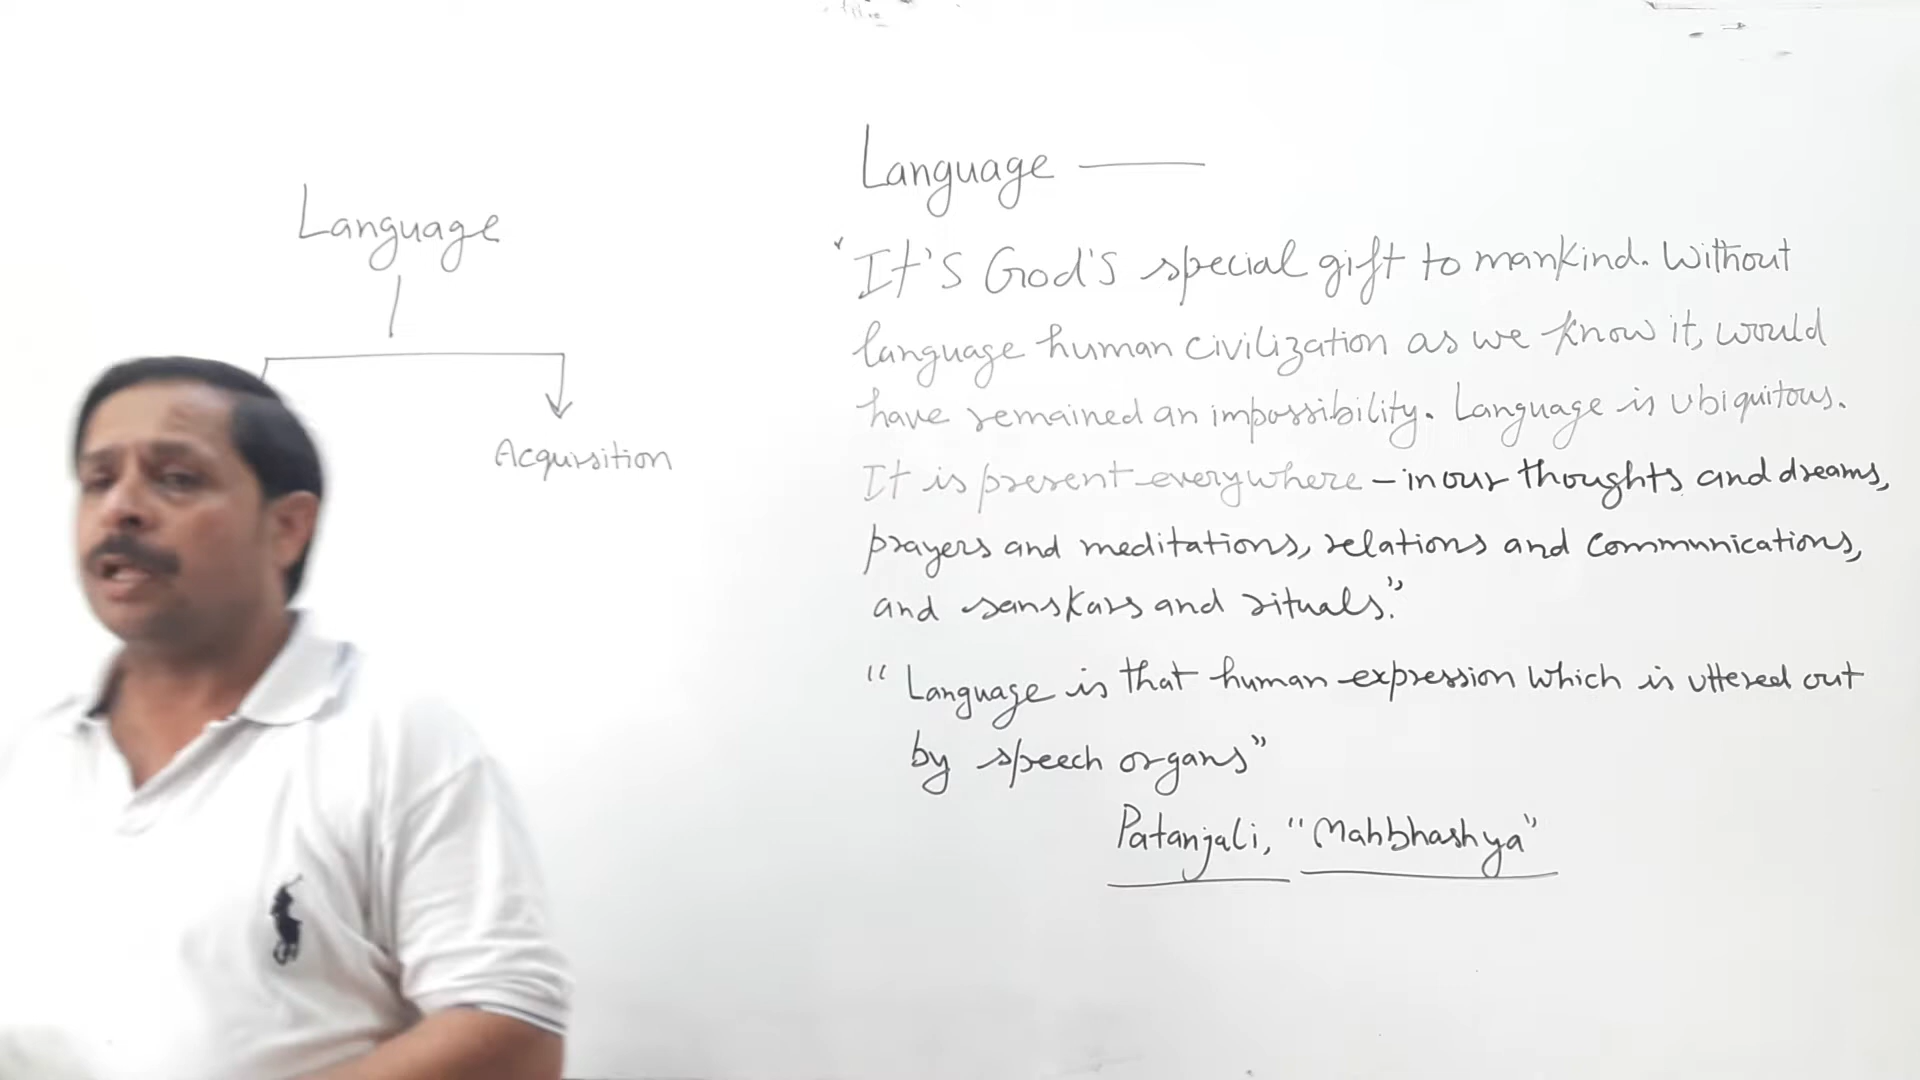 Language
Acquisition
Language —
"It's God's special gift to mankind. Without
language human civilization as we know it, would
have remained an impossibility. Language is ubiquitous.
It is present everywhere – in our thoughts and dreams,
prayers and meditations, relations and communications,
and sanskars and rituals."
"Language is that human expression which is uttered out
by speech organs"
Patanjali, "Mahbhashya"